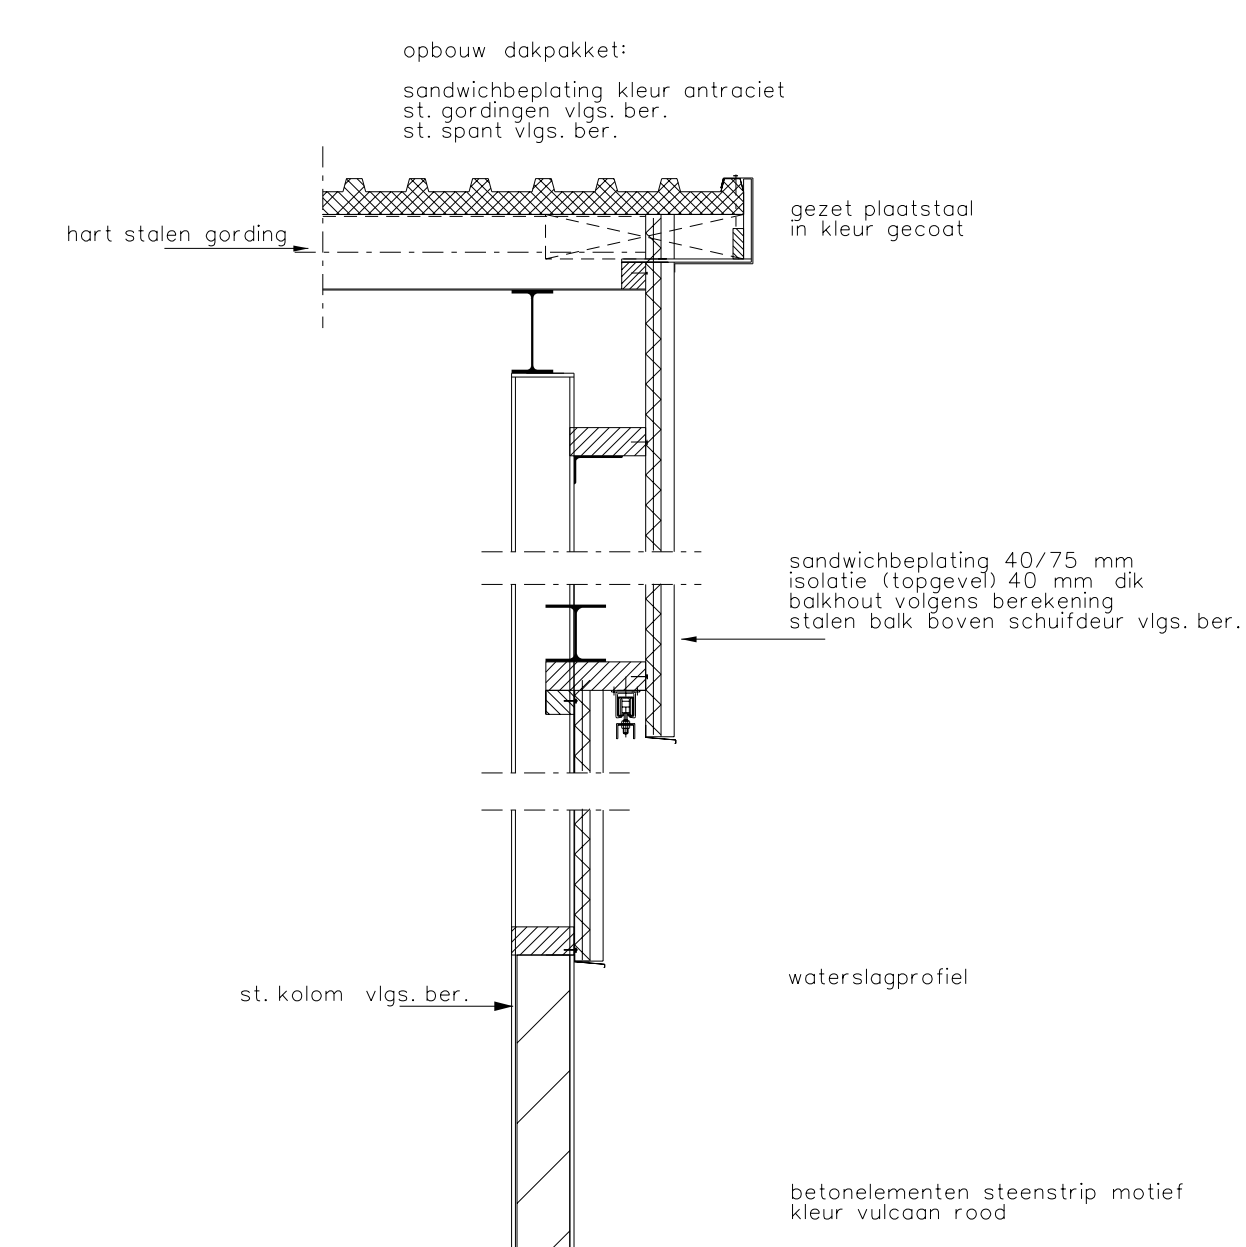 opbouw dakpakket:
sandwichbeplating kleur antraciet
st. gordingen vlgs. ber.
st. spant vlgs. ber.
gezet plaatstaal
in kleur gecoat
hart stalen gording
sandwichbeplating 40/75 mm
isolatie (topgevel) 40 mm dik
balkhout volgens berekening
stalen balk boven schuifdeur vlgs. ber.
waterslagprofiel
st. kolom vlgs. ber.
betonelementen steenstrip motief
kleur vulcaan rood